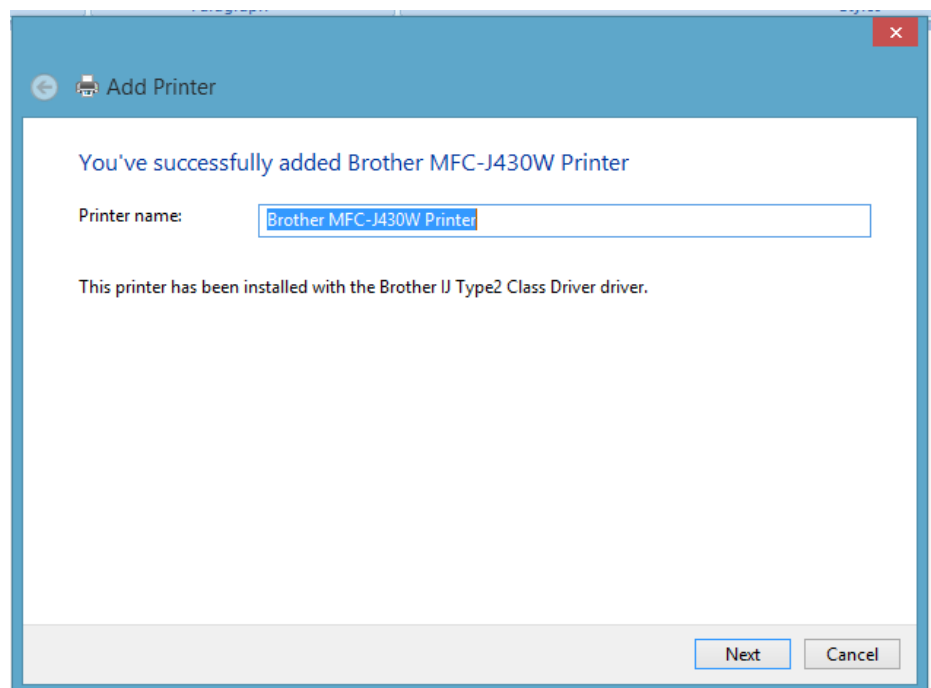 Add Printer
You've successfully added Brother MFC-J430W Printer
Printer name: Brother MFC-J430W Printer
This printer has been installed with the Brother IJ Type2 Class Driver driver.
Next Cancel